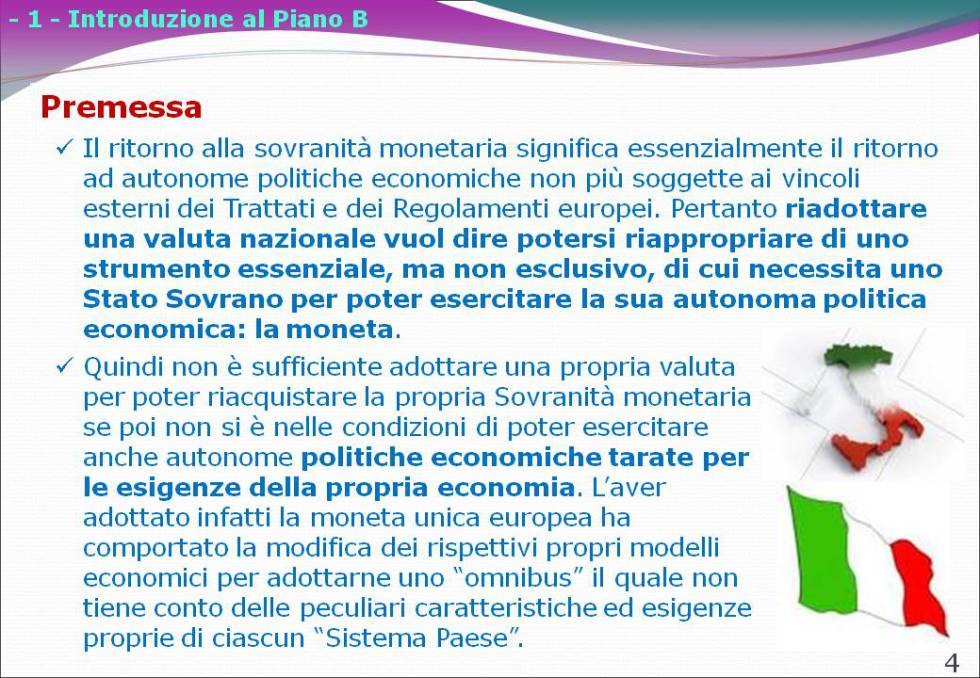 - 1 - Introduzione al Piano B
Premessa
✓ Il ritorno alla sovranità monetaria significa essenzialmente il ritorno
ad autonome politiche economiche non più soggette ai vincoli
esterni dei Trattati e dei Regolamenti europei. Pertanto riadottare
una valuta nazionale vuol dire potersi riappropriare di uno
strumento essenziale, ma non esclusivo, di cui necessita uno
Stato Sovrano per poter esercitare la sua autonoma politica
economica: la moneta.
✓ Quindi non è sufficiente adottare una propria valuta
per poter riacquistare la propria Sovranità monetaria
se poi non si è nelle condizioni di poter esercitare
anche autonome politiche economiche tarate per
le esigenze della propria economia. L’aver
adottato infatti la moneta unica europea ha
comportato la modifica dei rispettivi propri modelli
economici per adottarne uno “omnibus” il quale non
tiene conto delle peculiari caratteristiche ed esigenze
proprie di ciascun “Sistema Paese”.
4